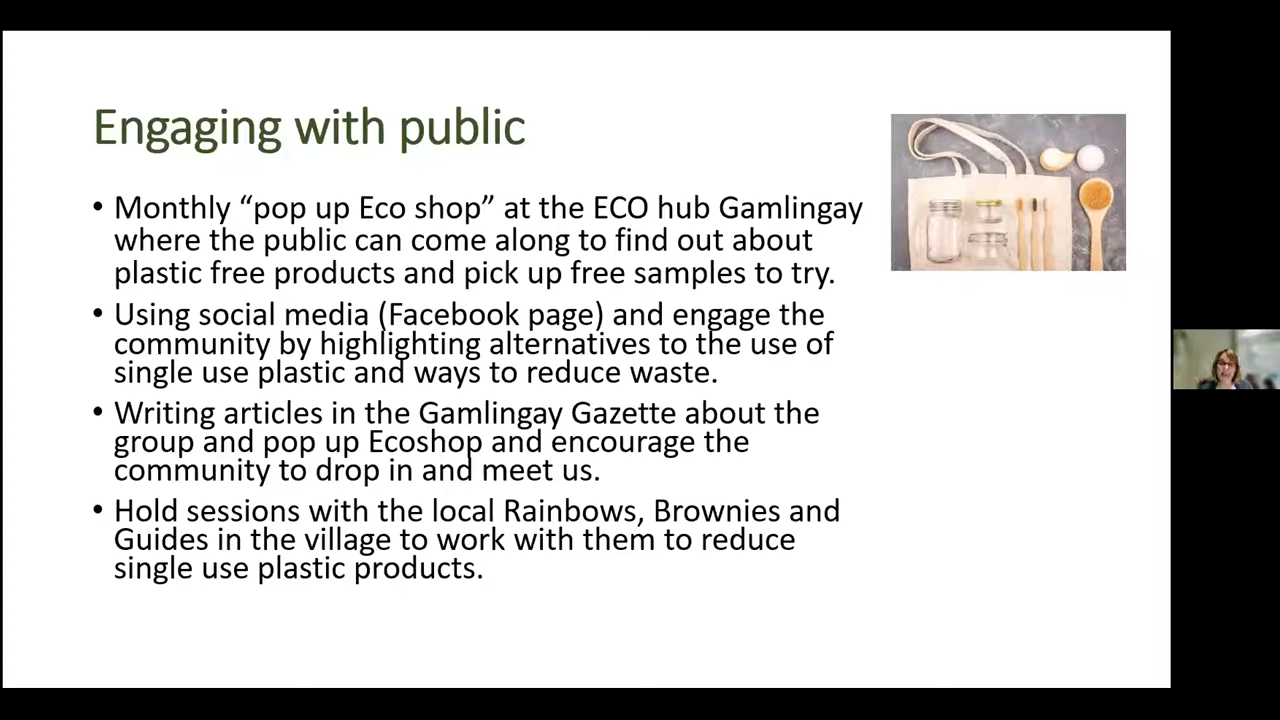 Engaging with public
• Monthly “pop up Eco shop” at the ECO hub Gamlingay
where the public can come along to find out about
plastic free products and pick up free samples to try.
• Using social media (Facebook page) and engage the
community by highlighting alternatives to the use of
single use plastic and ways to reduce waste.
• Writing articles in the Gamlingay Gazette about the
group and pop up Ecoshop and encourage the
community to drop in and meet us.
• Hold sessions with the local Rainbows, Brownies and
Guides in the village to work with them to reduce
single use plastic products.